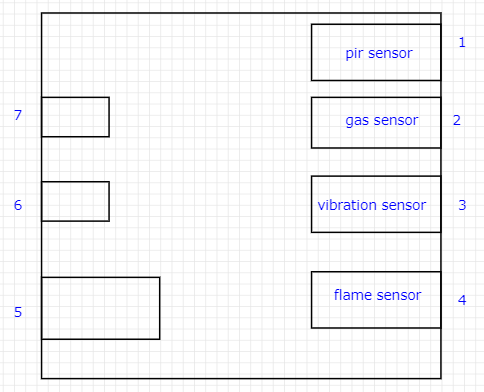 pir sensor 1
7 gas sensor 2
6 vibration sensor 3
5 flame sensor 4